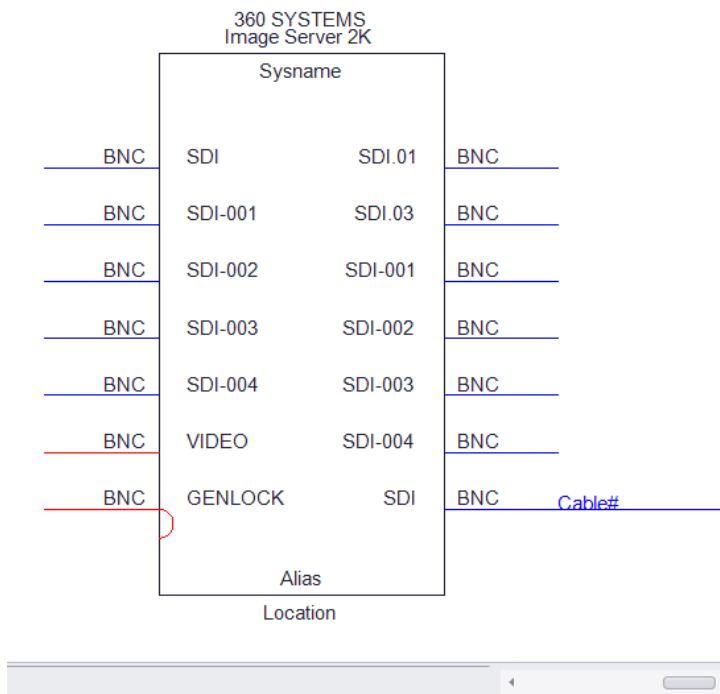 360 SYSTEMS
Image Server 2K
Sysname
BNC SDI SDI.01 BNC
BNC SDI-001 SDI.03 BNC
BNC SDI-002 SDI-001 BNC
BNC SDI-003 SDI-002 BNC
BNC SDI-004 SDI-003 BNC
BNC VIDEO SDI-004 BNC
BNC GENLOCK SDI BNC Cable#
Alias
Location